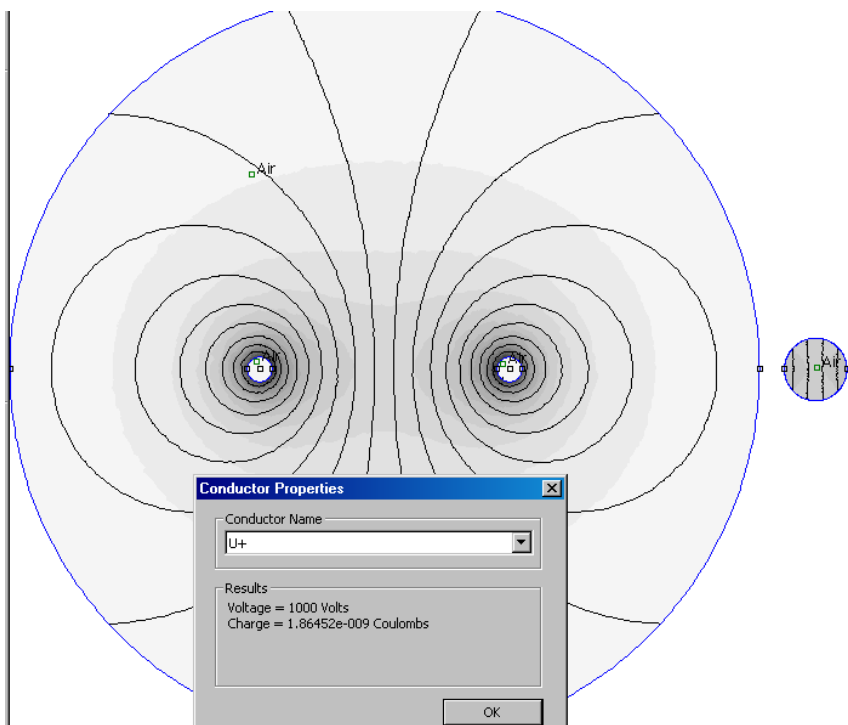 Air
Air
Air
Air
Conductor Properties
Conductor Name
U+
Results
Voltage = 1000 Volts
Charge = 1.86452e-009 Coulombs
OK